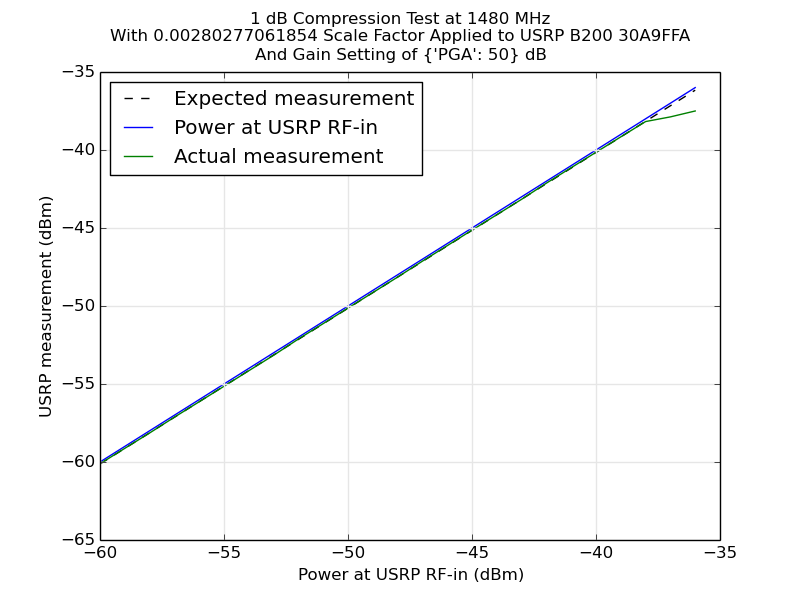 1 dB Compression Test at 1480 MHz
With 0.00280277061854 Scale Factor Applied to USRP B200 30A9FFA
And Gain Setting of {'PGA': 50} dB
Expected measurement
Power at USRP RF-in
Actual measurement
USRP measurement (dBm)
−35
−40
−45
−50
−55
−60
−65
−60 −55 −50 −45 −40 −35
Power at USRP RF-in (dBm)